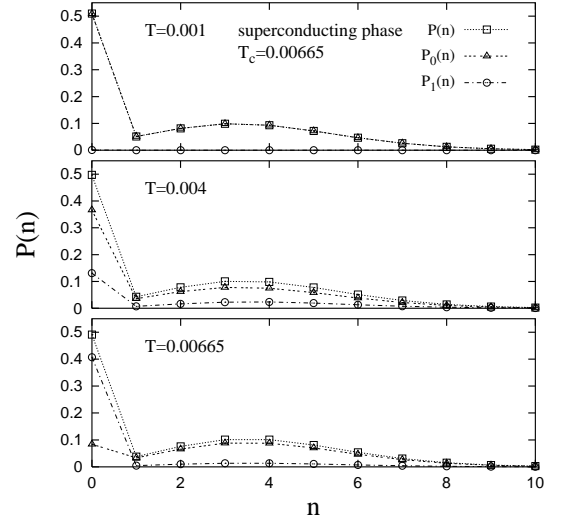 0.5
0.4
0.3
0.2
0.1
0
T=0.001
superconducting phase
T_c=0.00665
P(n)
P_0(n)
P_1(n)
0.5
0.4
0.3
0.2
0.1
0
T=0.004
P(n)
0.5
0.4
0.3
0.2
0.1
0
T=0.00665
0 2 4 6 8 10
n